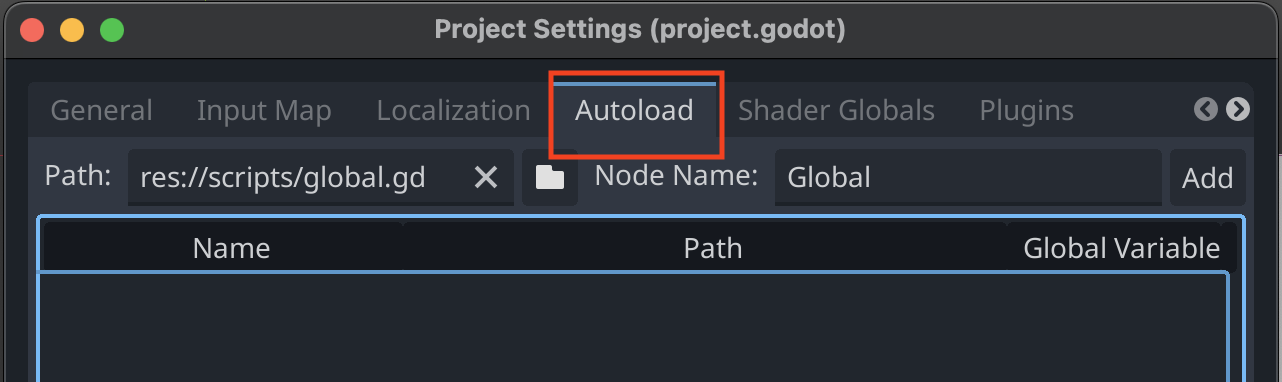 Project Settings (project.godot)
General Input Map Localization Autoload Shader Globals Plugins
Path: res://scripts/global.gd Node Name: Global Add
Name Path Global Variable